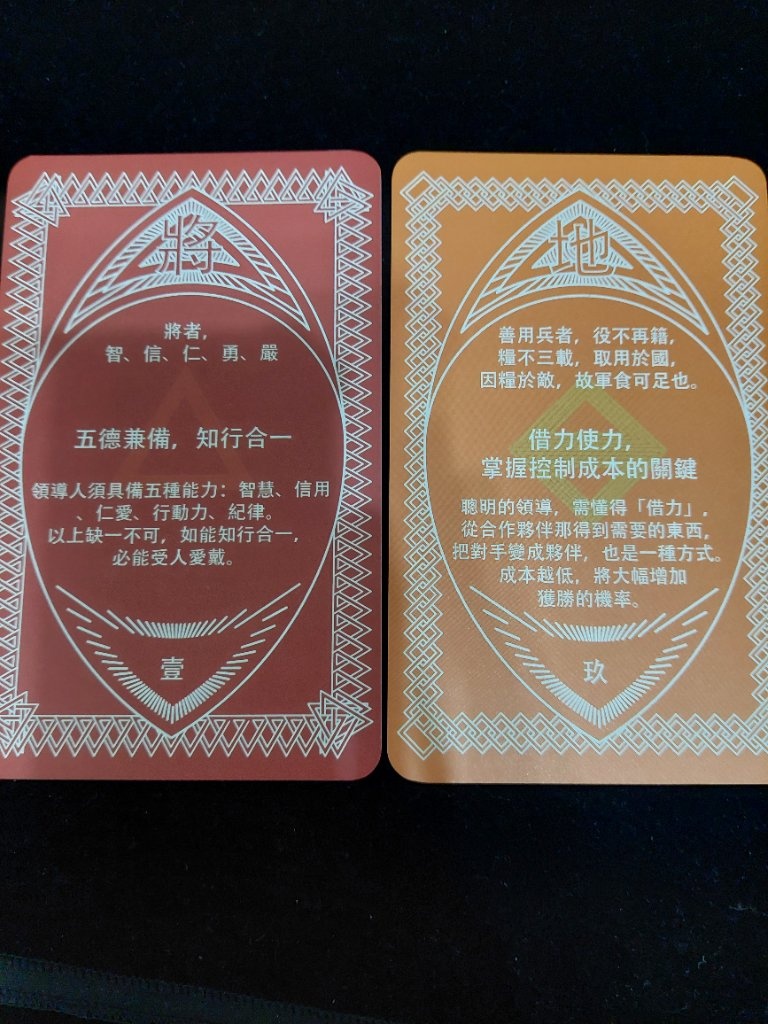 將
將者，
智、信、仁、勇、嚴
五德兼備，知行合一
領導人須具備五種能力：智慧、信用
、仁愛、行動力、紀律。
以上缺一不可，如能知行合一，
必能受人愛戴。
壹
地
善用兵者，役不再籍，
糧不三載，取用於國，
因糧於敵，故軍食可足也。
借力使力，
掌握控制成本的關鍵
聰明的領導，需懂得「借力」，
從合作夥伴那得到需要的東西，
把對手變成夥伴，也是一種方式。
成本越低，將大幅增加
獲勝的機率。
玖